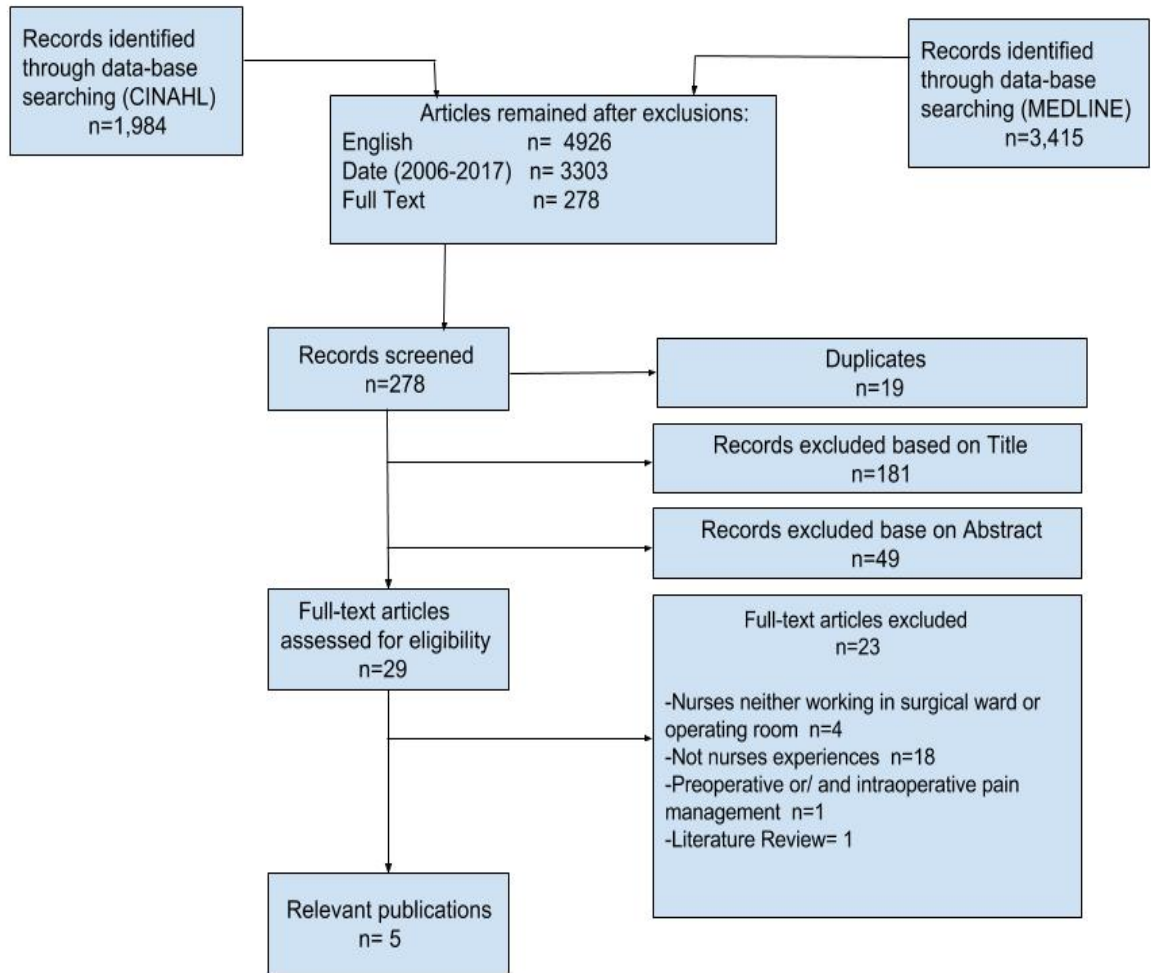 Records identified
through data-base
searching (CINAHL)
n=1,984
Records identified
through data-base
searching (MEDLINE)
n=3,415
Articles remained after exclusions:
English n= 4926
Date (2006-2017) n= 3303
Full Text n= 278
Records screened
n=278
Duplicates
n=19
Records excluded based on Title
n=181
Records excluded base on Abstract
n=49
Full-text articles
assessed for eligibility
n=29
Full-text articles excluded
n=23
-Nurses neither working in surgical ward or
operating room n=4
-Not nurses experiences n=18
-Preoperative or/ and intraoperative pain
management n=1
-Literature Review= 1
Relevant publications
n= 5